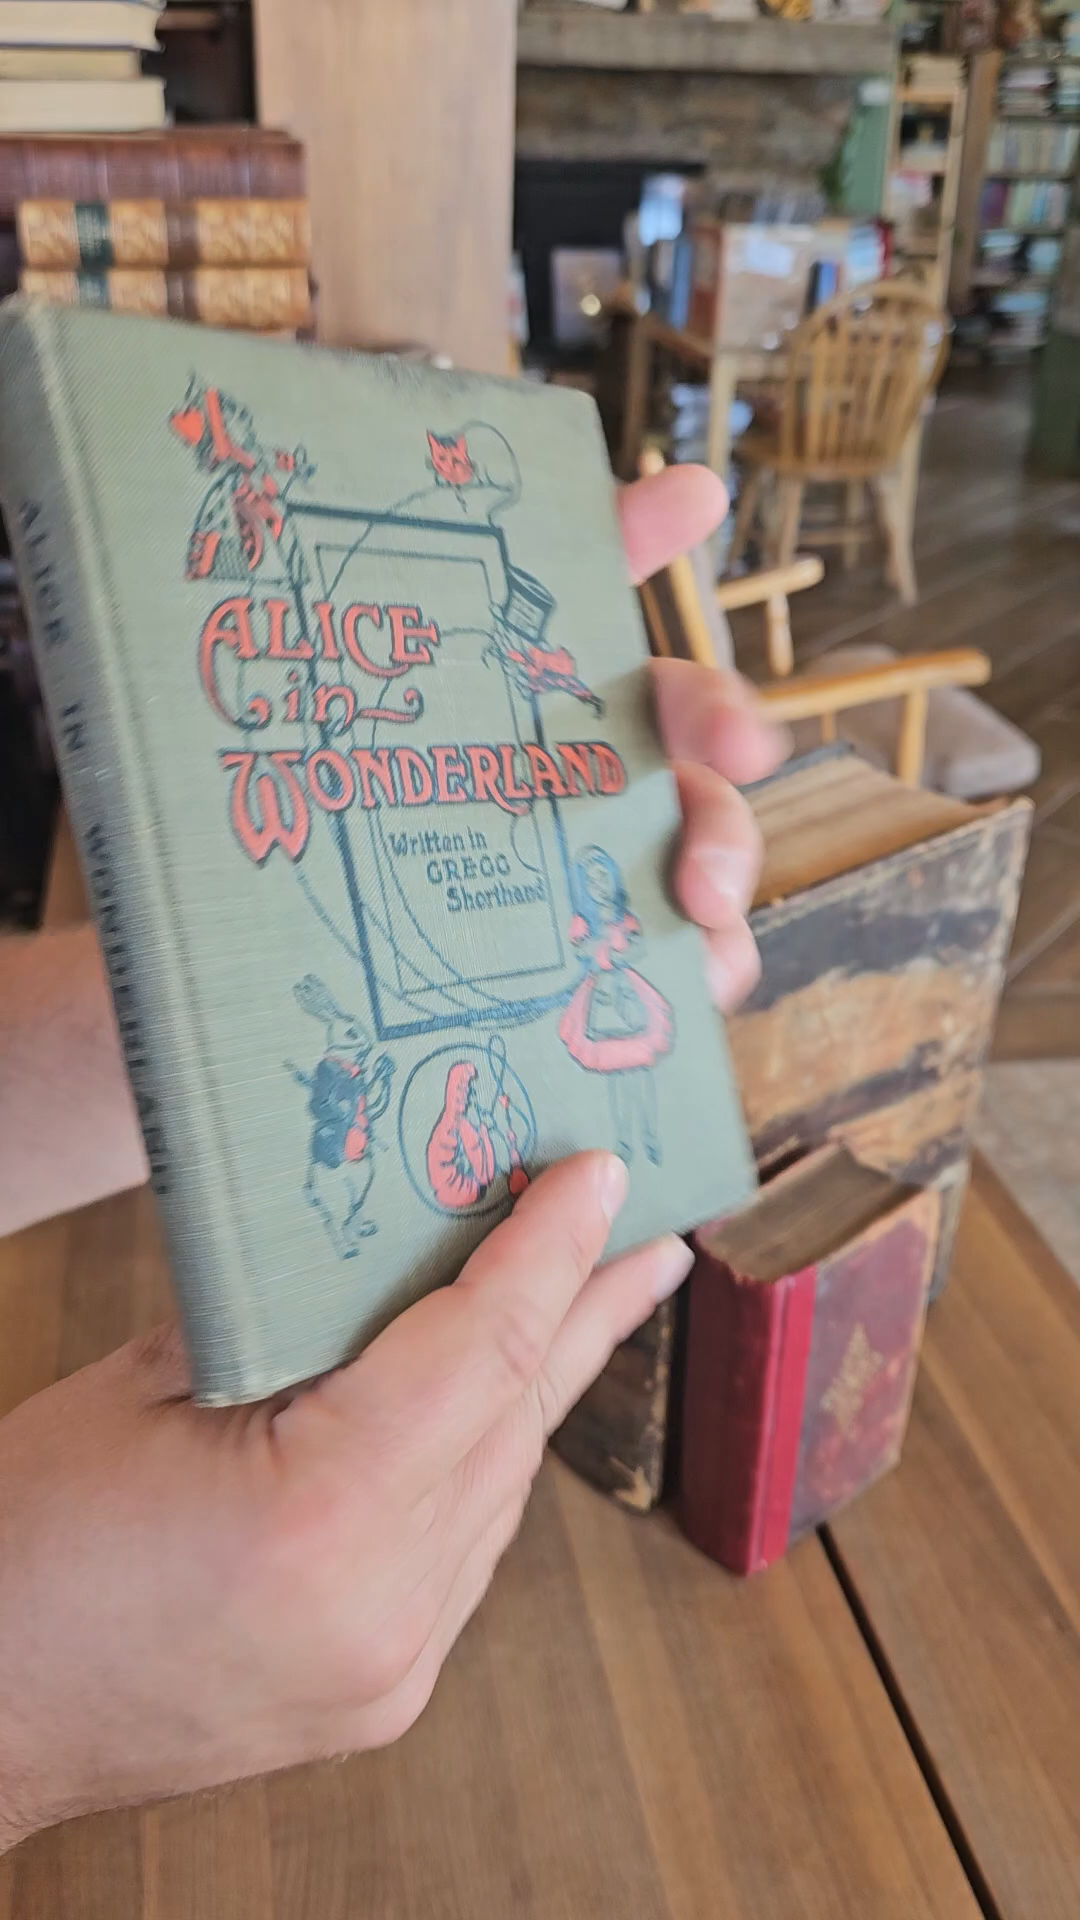 ALICE
in
WONDERLAND
Written in
GREGG
Shorthand
ALICE IN WONDERLAND